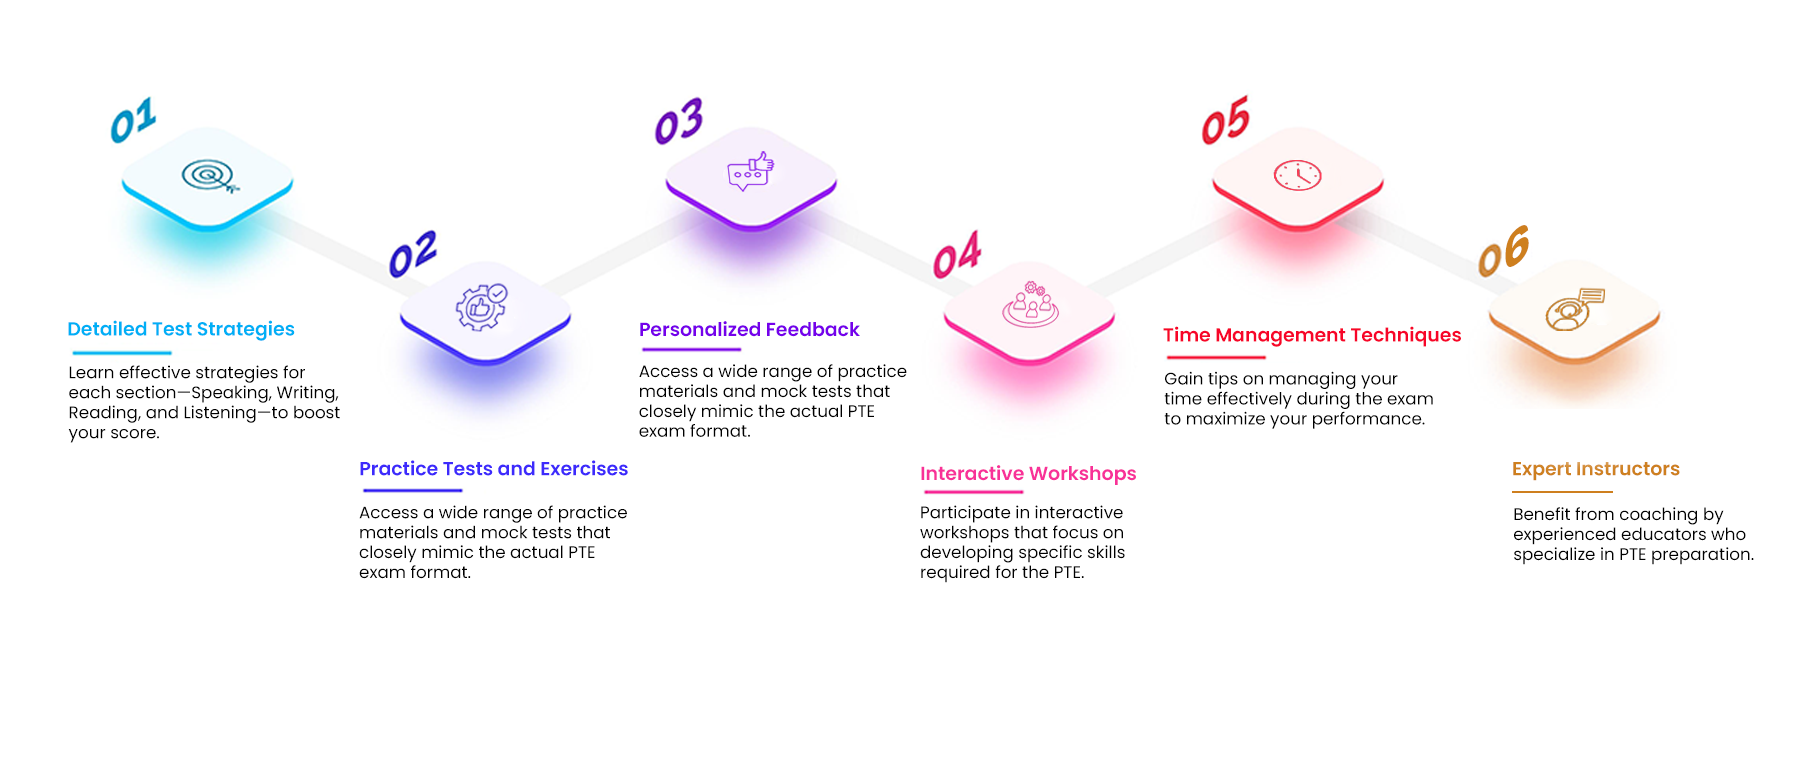 01
Detailed Test Strategies
Learn effective strategies for
each section—Speaking, Writing,
Reading, and Listening—to boost
your score.
02
Practice Tests and Exercises
Access a wide range of practice
materials and mock tests that
closely mimic the actual PTE
exam format.
03
Personalized Feedback
Access a wide range of practice
materials and mock tests that
closely mimic the actual PTE
exam format.
04
Interactive Workshops
Participate in interactive
workshops that focus on
developing specific skills
required for the PTE.
05
Time Management Techniques
Gain tips on managing your
time effectively during the exam
to maximize your performance.
06
Expert Instructors
Benefit from coaching by
experienced educators who
specialize in PTE preparation.